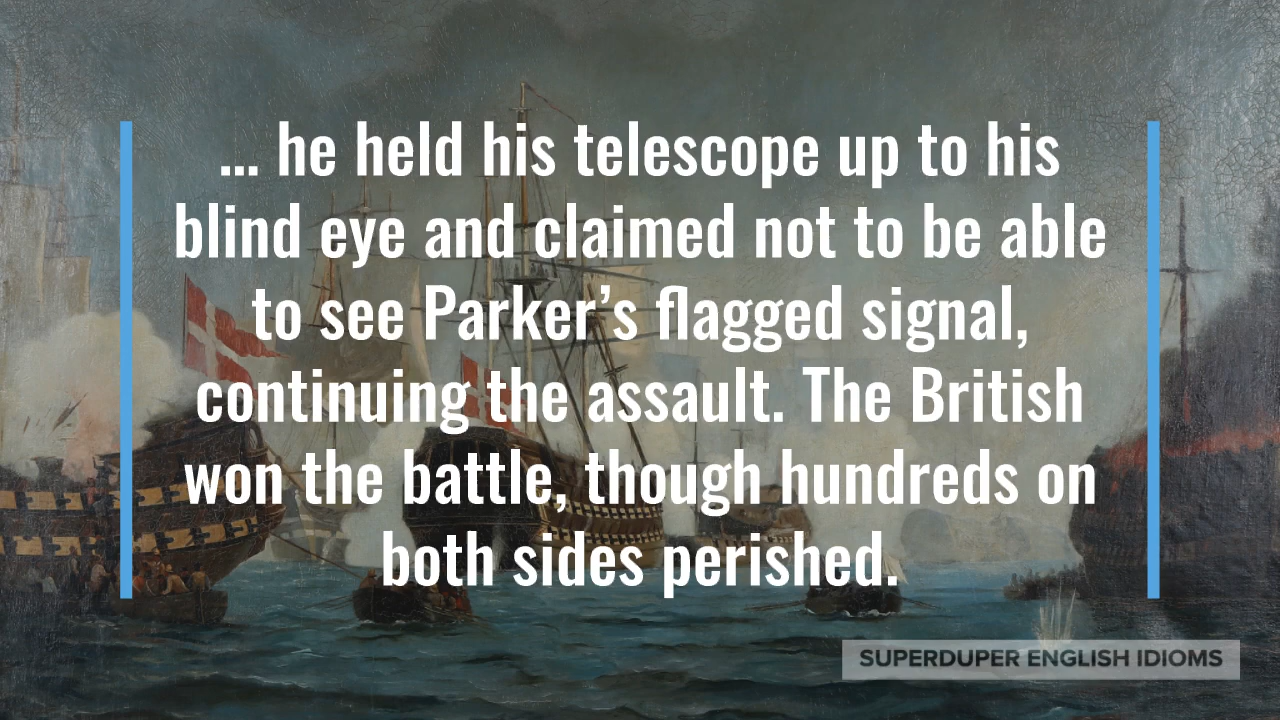 ... he held his telescope up to his
blind eye and claimed not to be able
to see Parker’s flagged signal,
continuing the assault. The British
won the battle, though hundreds on
both sides perished.
SUPERDUPER ENGLISH IDIOMS